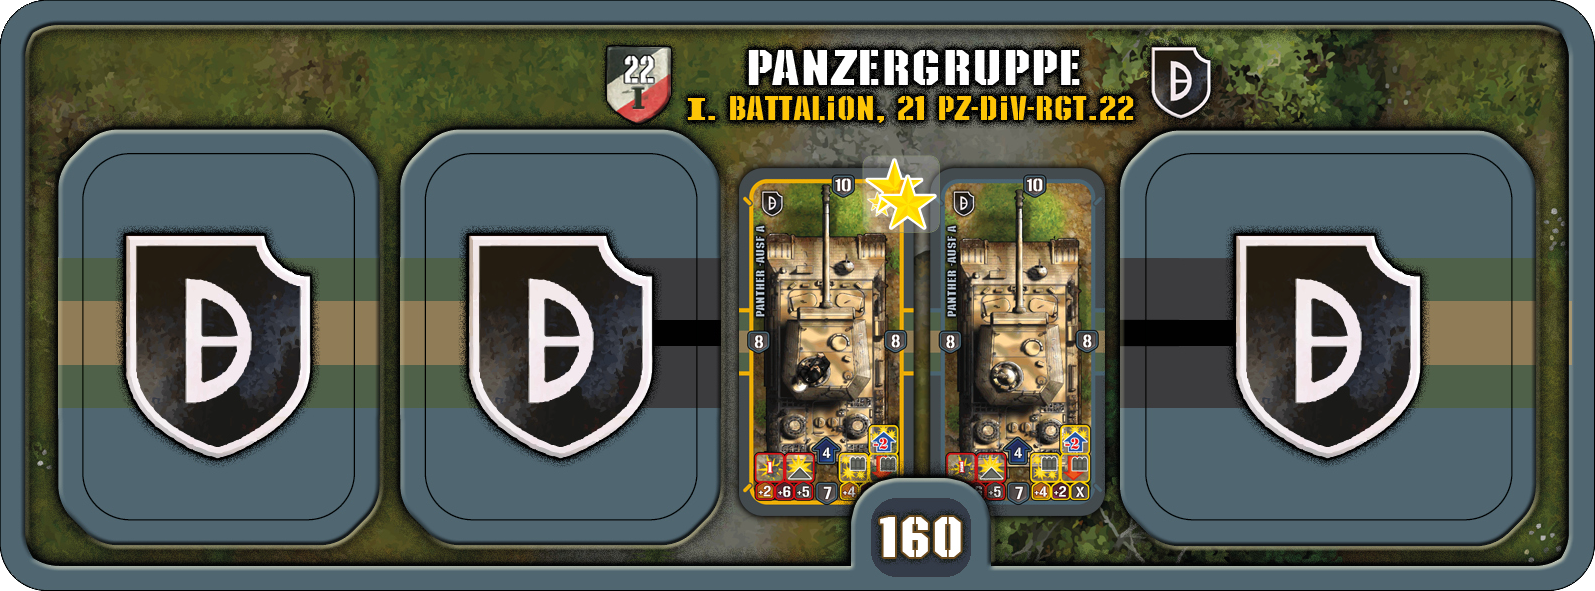 22
I
PANZERGRUPPE
D
I. BATTALiON, 21 PZ-DiV-RGT.22
D
D
D
10
D
PANTHER -AUSF A
8
8
4
-2
I
+2 +6 +5 7 +4
10
D
PANTHER -AUSF A
8
8
4
-2
I
+5 7 +4 +2 X
160